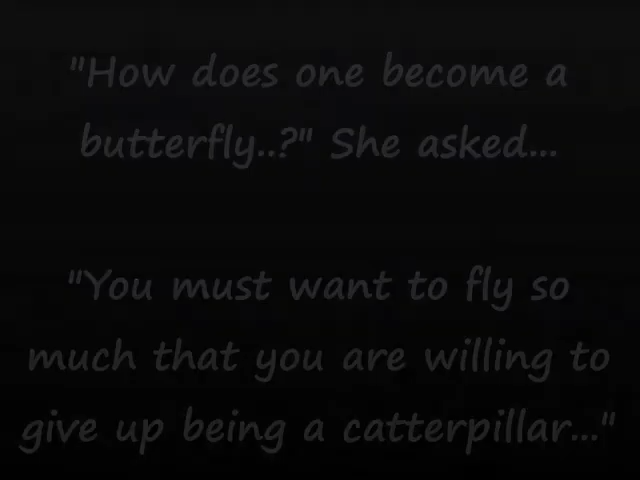 "How does one become a
butterfly..?" She asked...
"You must want to fly so
much that you are willing to
give up being a catterpillar..."